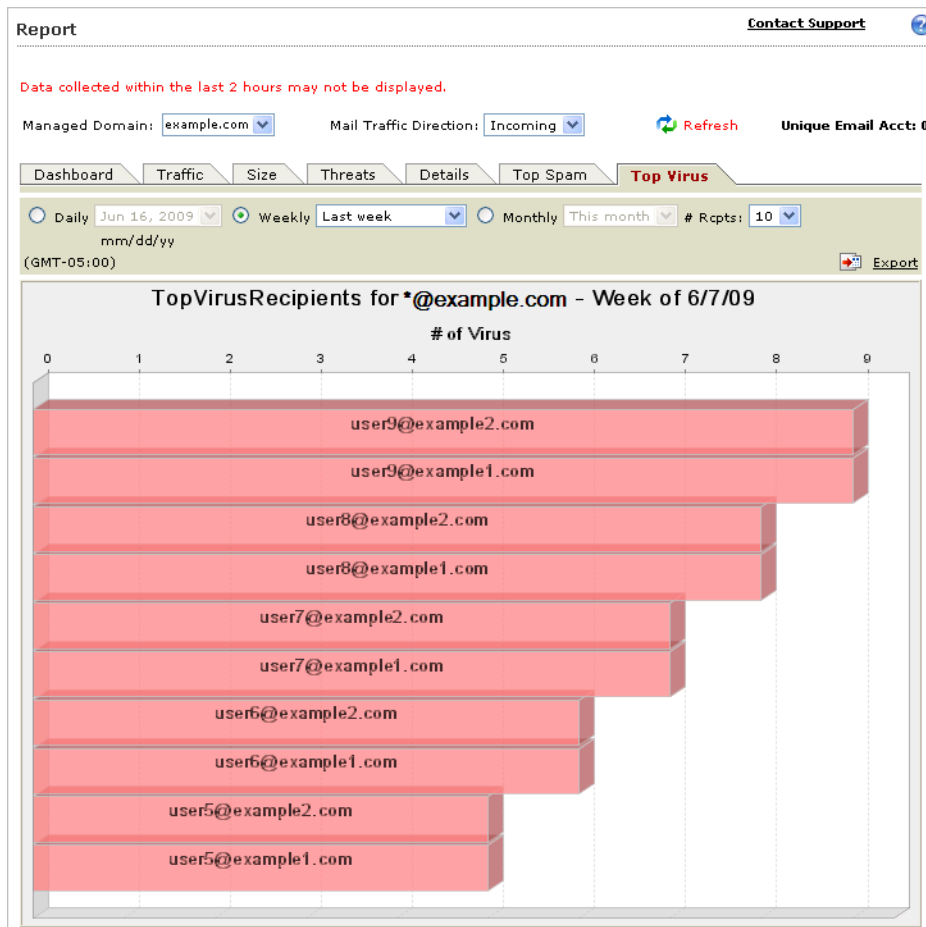 Report
Contact Support
?
Data collected within the last 2 hours may not be displayed.
Managed Domain: example.com Mail Traffic Direction: Incoming Refresh Unique Email Acct: 0
Dashboard Traffic Size Threats Details Top Spam Top Virus
Daily Jun 16, 2009 Weekly Last week Monthly This month # Rcpts: 10
mm/dd/yy
(GMT-05:00)
Export
TopVirusRecipients for *@example.com - Week of 6/7/09
# of Virus
0 1 2 3 4 5 6 7 8 9
user9@example2.com
user9@example1.com
user8@example2.com
user8@example1.com
user7@example2.com
user7@example1.com
user6@example2.com
user6@example1.com
user5@example2.com
user5@example1.com